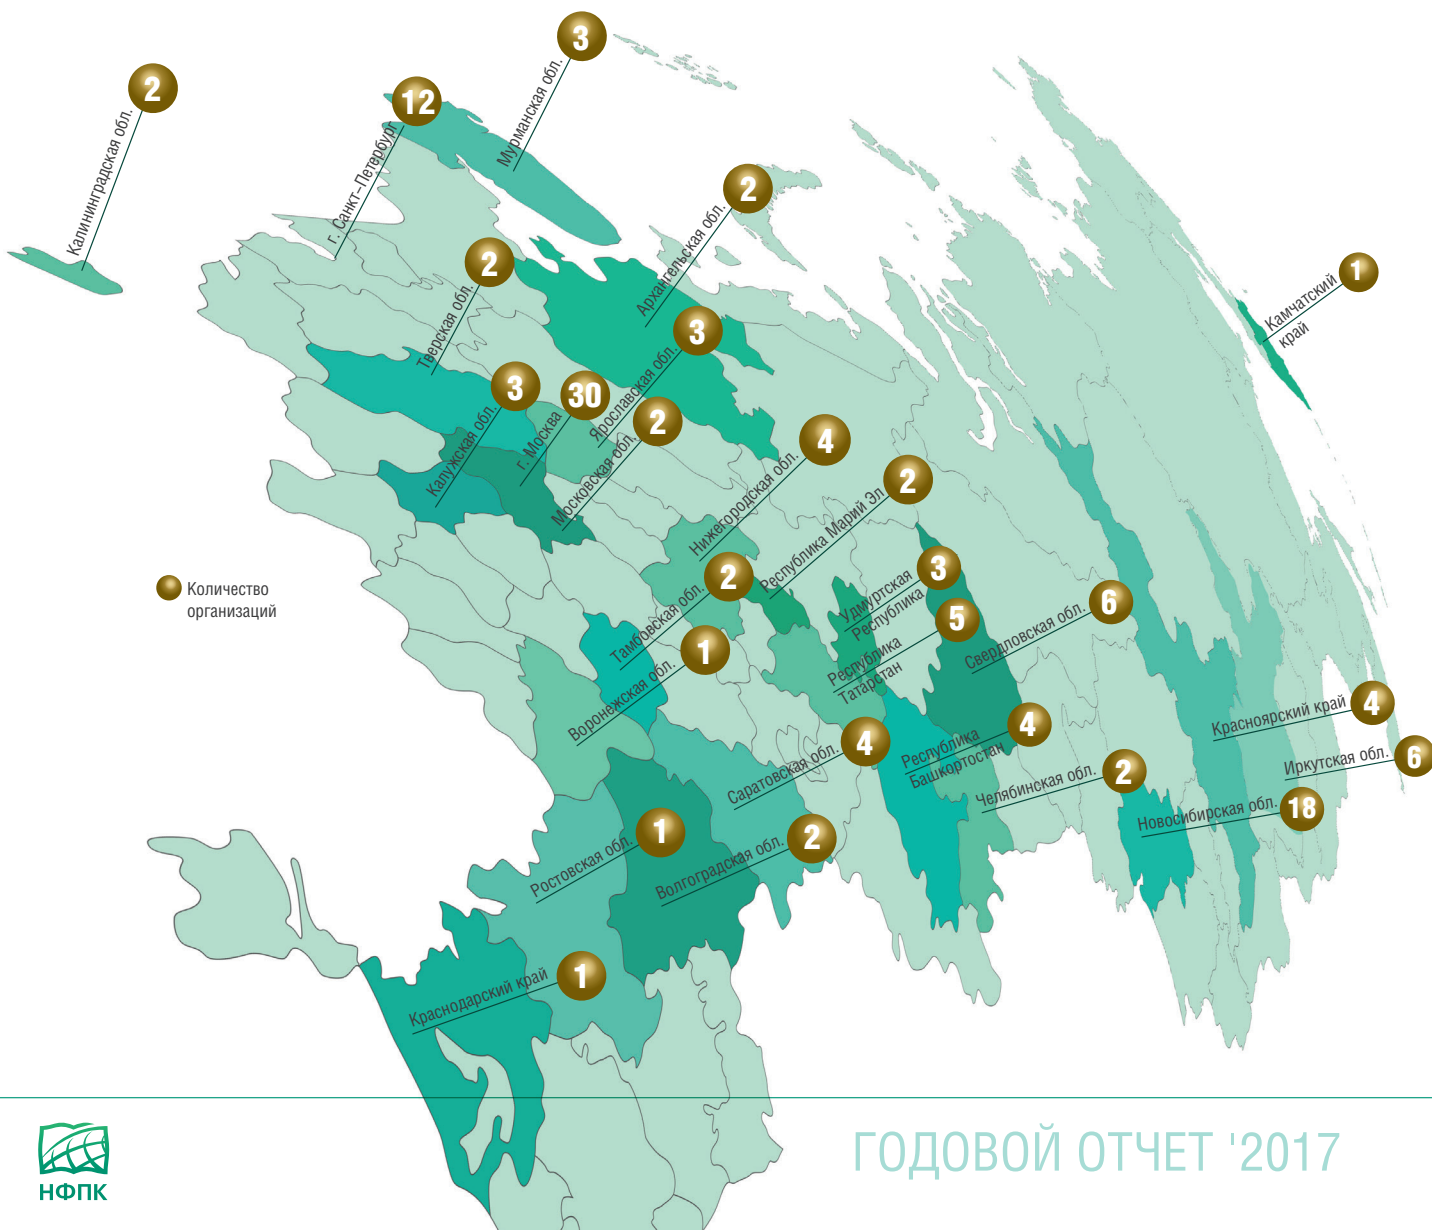 3
Мурманская обл.
2
Калининградская обл.
12
г. Санкт–Петербург
2
Архангельская обл.
2
Тверская обл.
1
Камчатский
край
3
Ярославская обл.
3
Калужская обл.
30
г. Москва
2
Московская обл.
4
Нижегородская обл.
2
Республика Марий Эл
Количество
организаций
2
Тамбовская обл.
3
Удмуртская
Республика
5
Республика
Татарстан
6
Свердловская обл.
1
Воронежская обл.
4
Саратовская обл.
4
Республика
Башкортостан
2
Челябинская обл.
4
Красноярский край
6
Иркутская обл.
18
Новосибирская обл.
1
Ростовская обл.
2
Волгоградская обл.
1
Краснодарский край
НФПК
ГОДОВОЙ ОТЧЕТ '2017